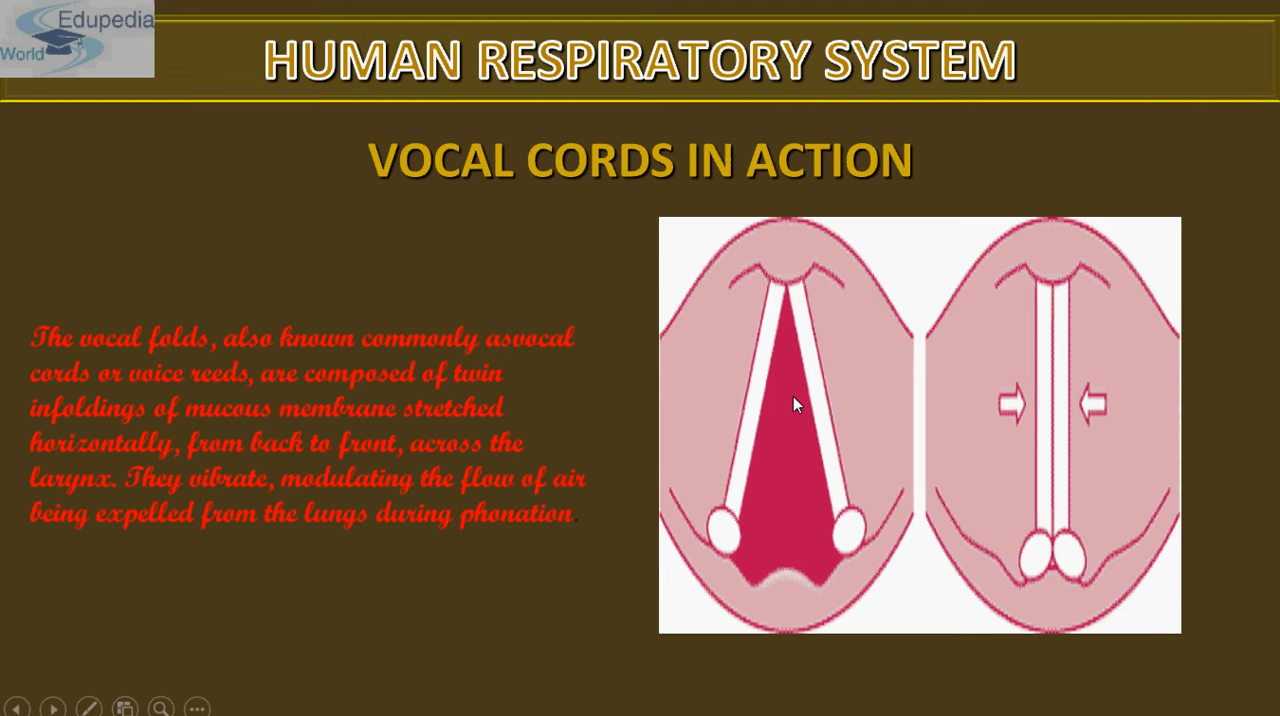 Edupedia
World
HUMAN RESPIRATORY SYSTEM
VOCAL CORDS IN ACTION
The vocal folds, also known commonly asvocal
cords or voice reeds, are composed of twin
infoldings of mucous membrane stretched
horizontally, from back to front, across the
larynx. They vibrate, modulating the flow of air
being expelled from the lungs during phonation.